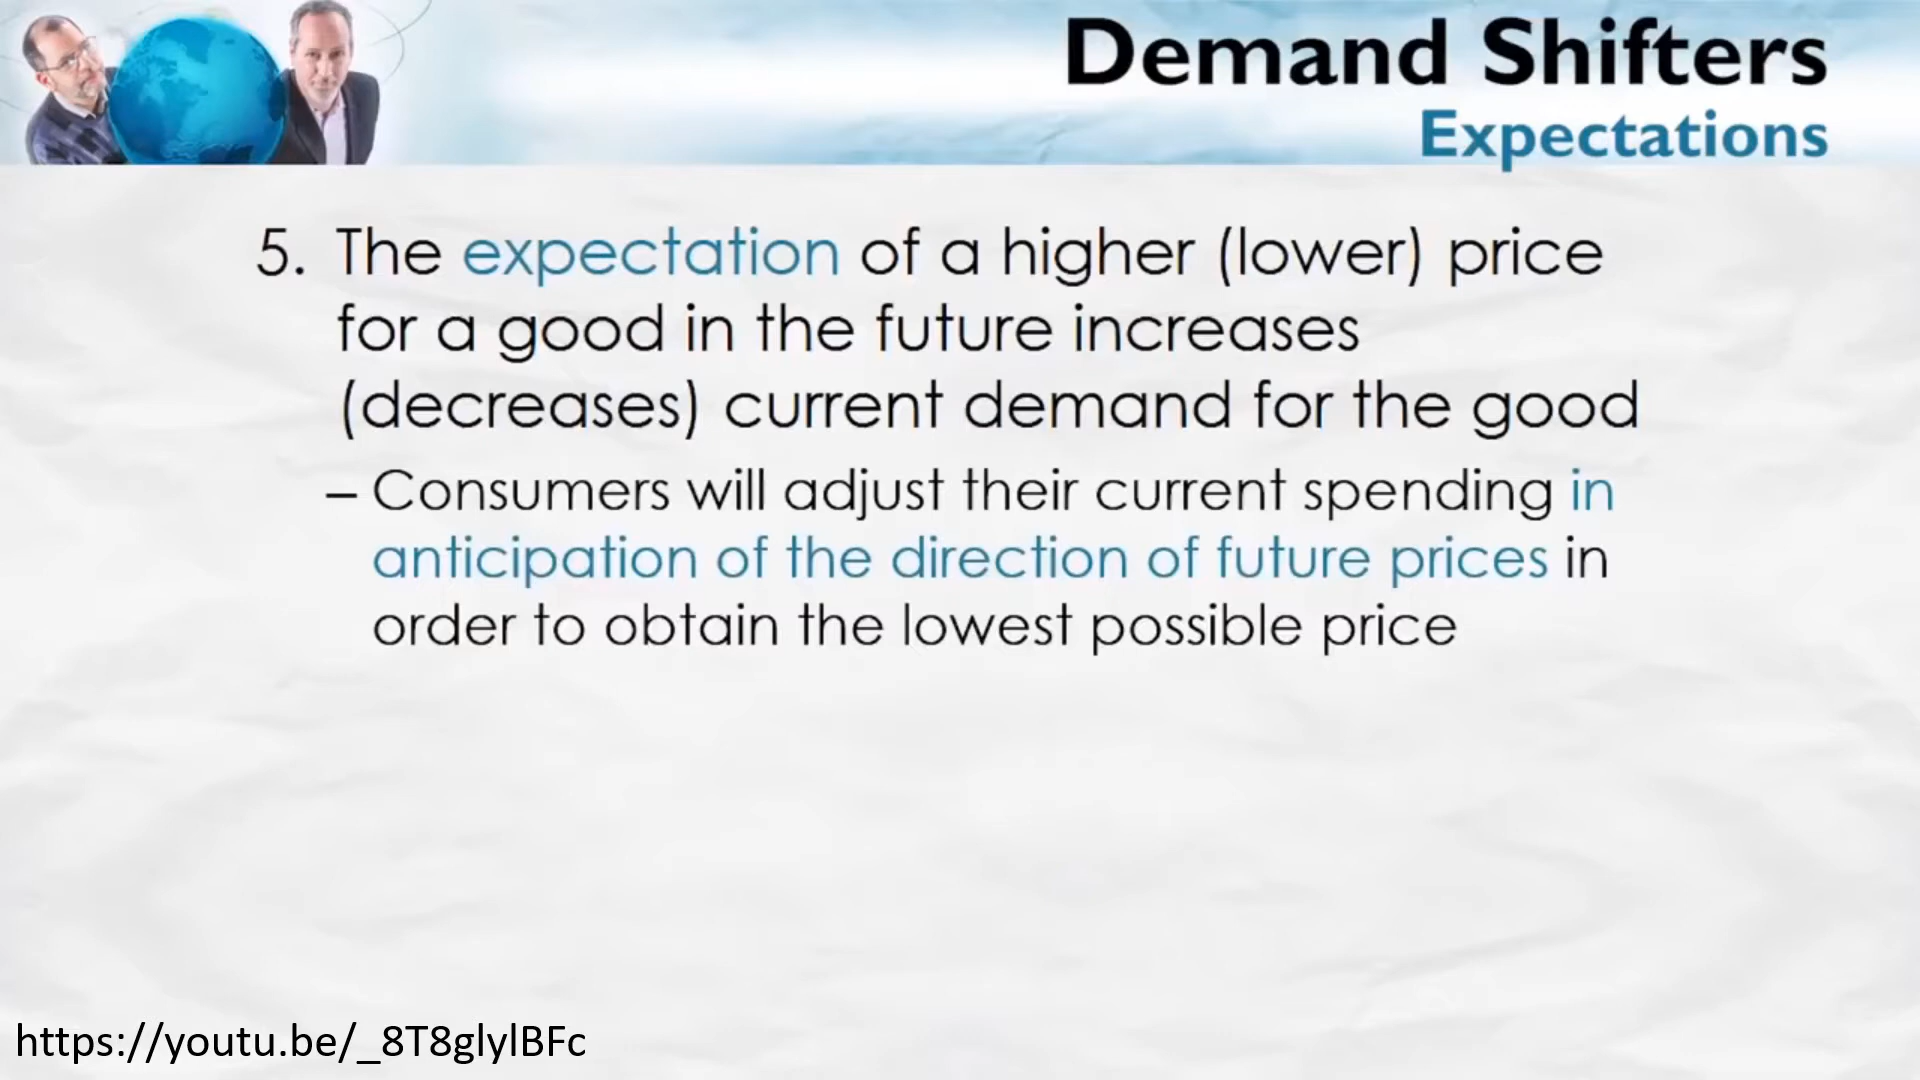 Demand Shifters
Expectations
5. The expectation of a higher (lower) price
for a good in the future increases
(decreases) current demand for the good
– Consumers will adjust their current spending in
anticipation of the direction of future prices in
order to obtain the lowest possible price
https://youtu.be/_8T8glylBFc